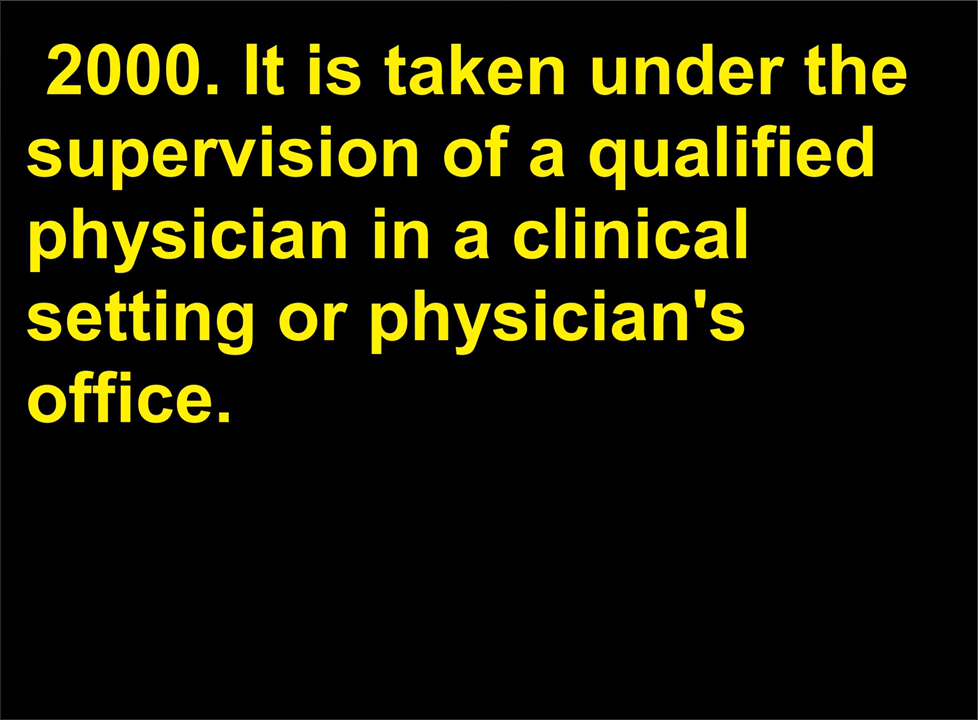 2000. It is taken under the
supervision of a qualified
physician in a clinical
setting or physician's
office.